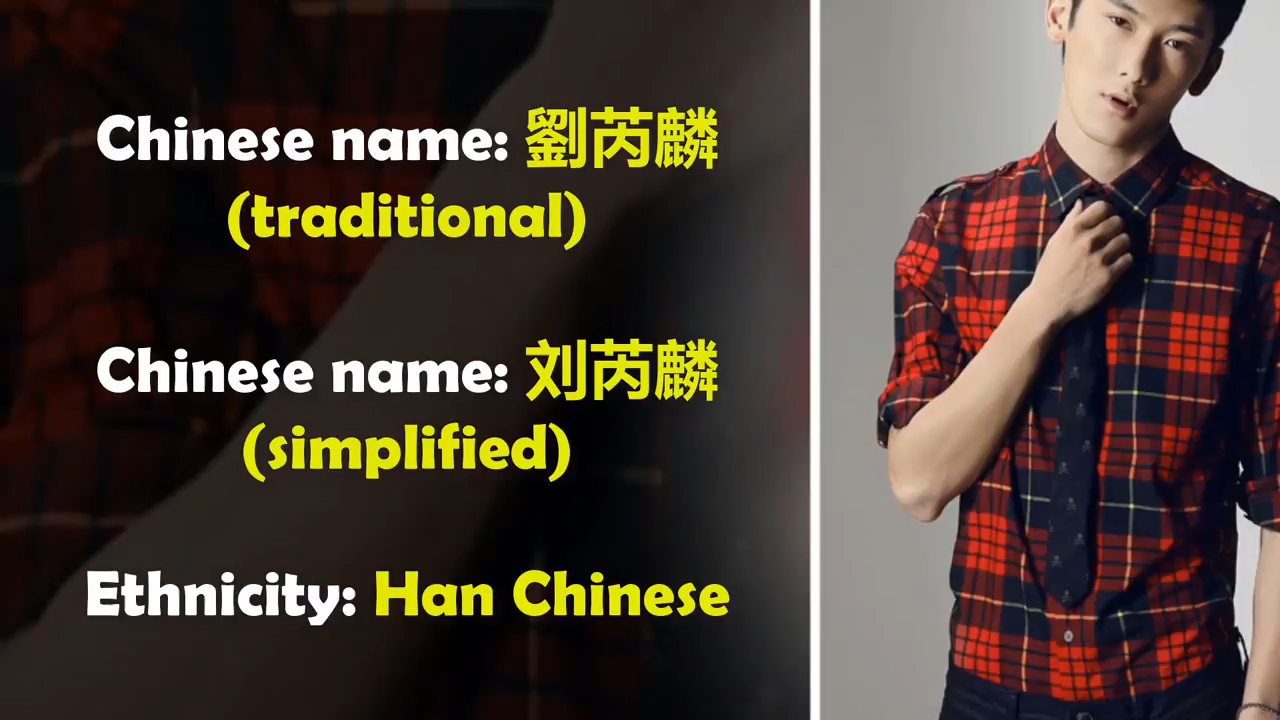 Chinese name: 劉芮麟
(traditional)
Chinese name: 刘芮麟
(simplified)
Ethnicity: Han Chinese